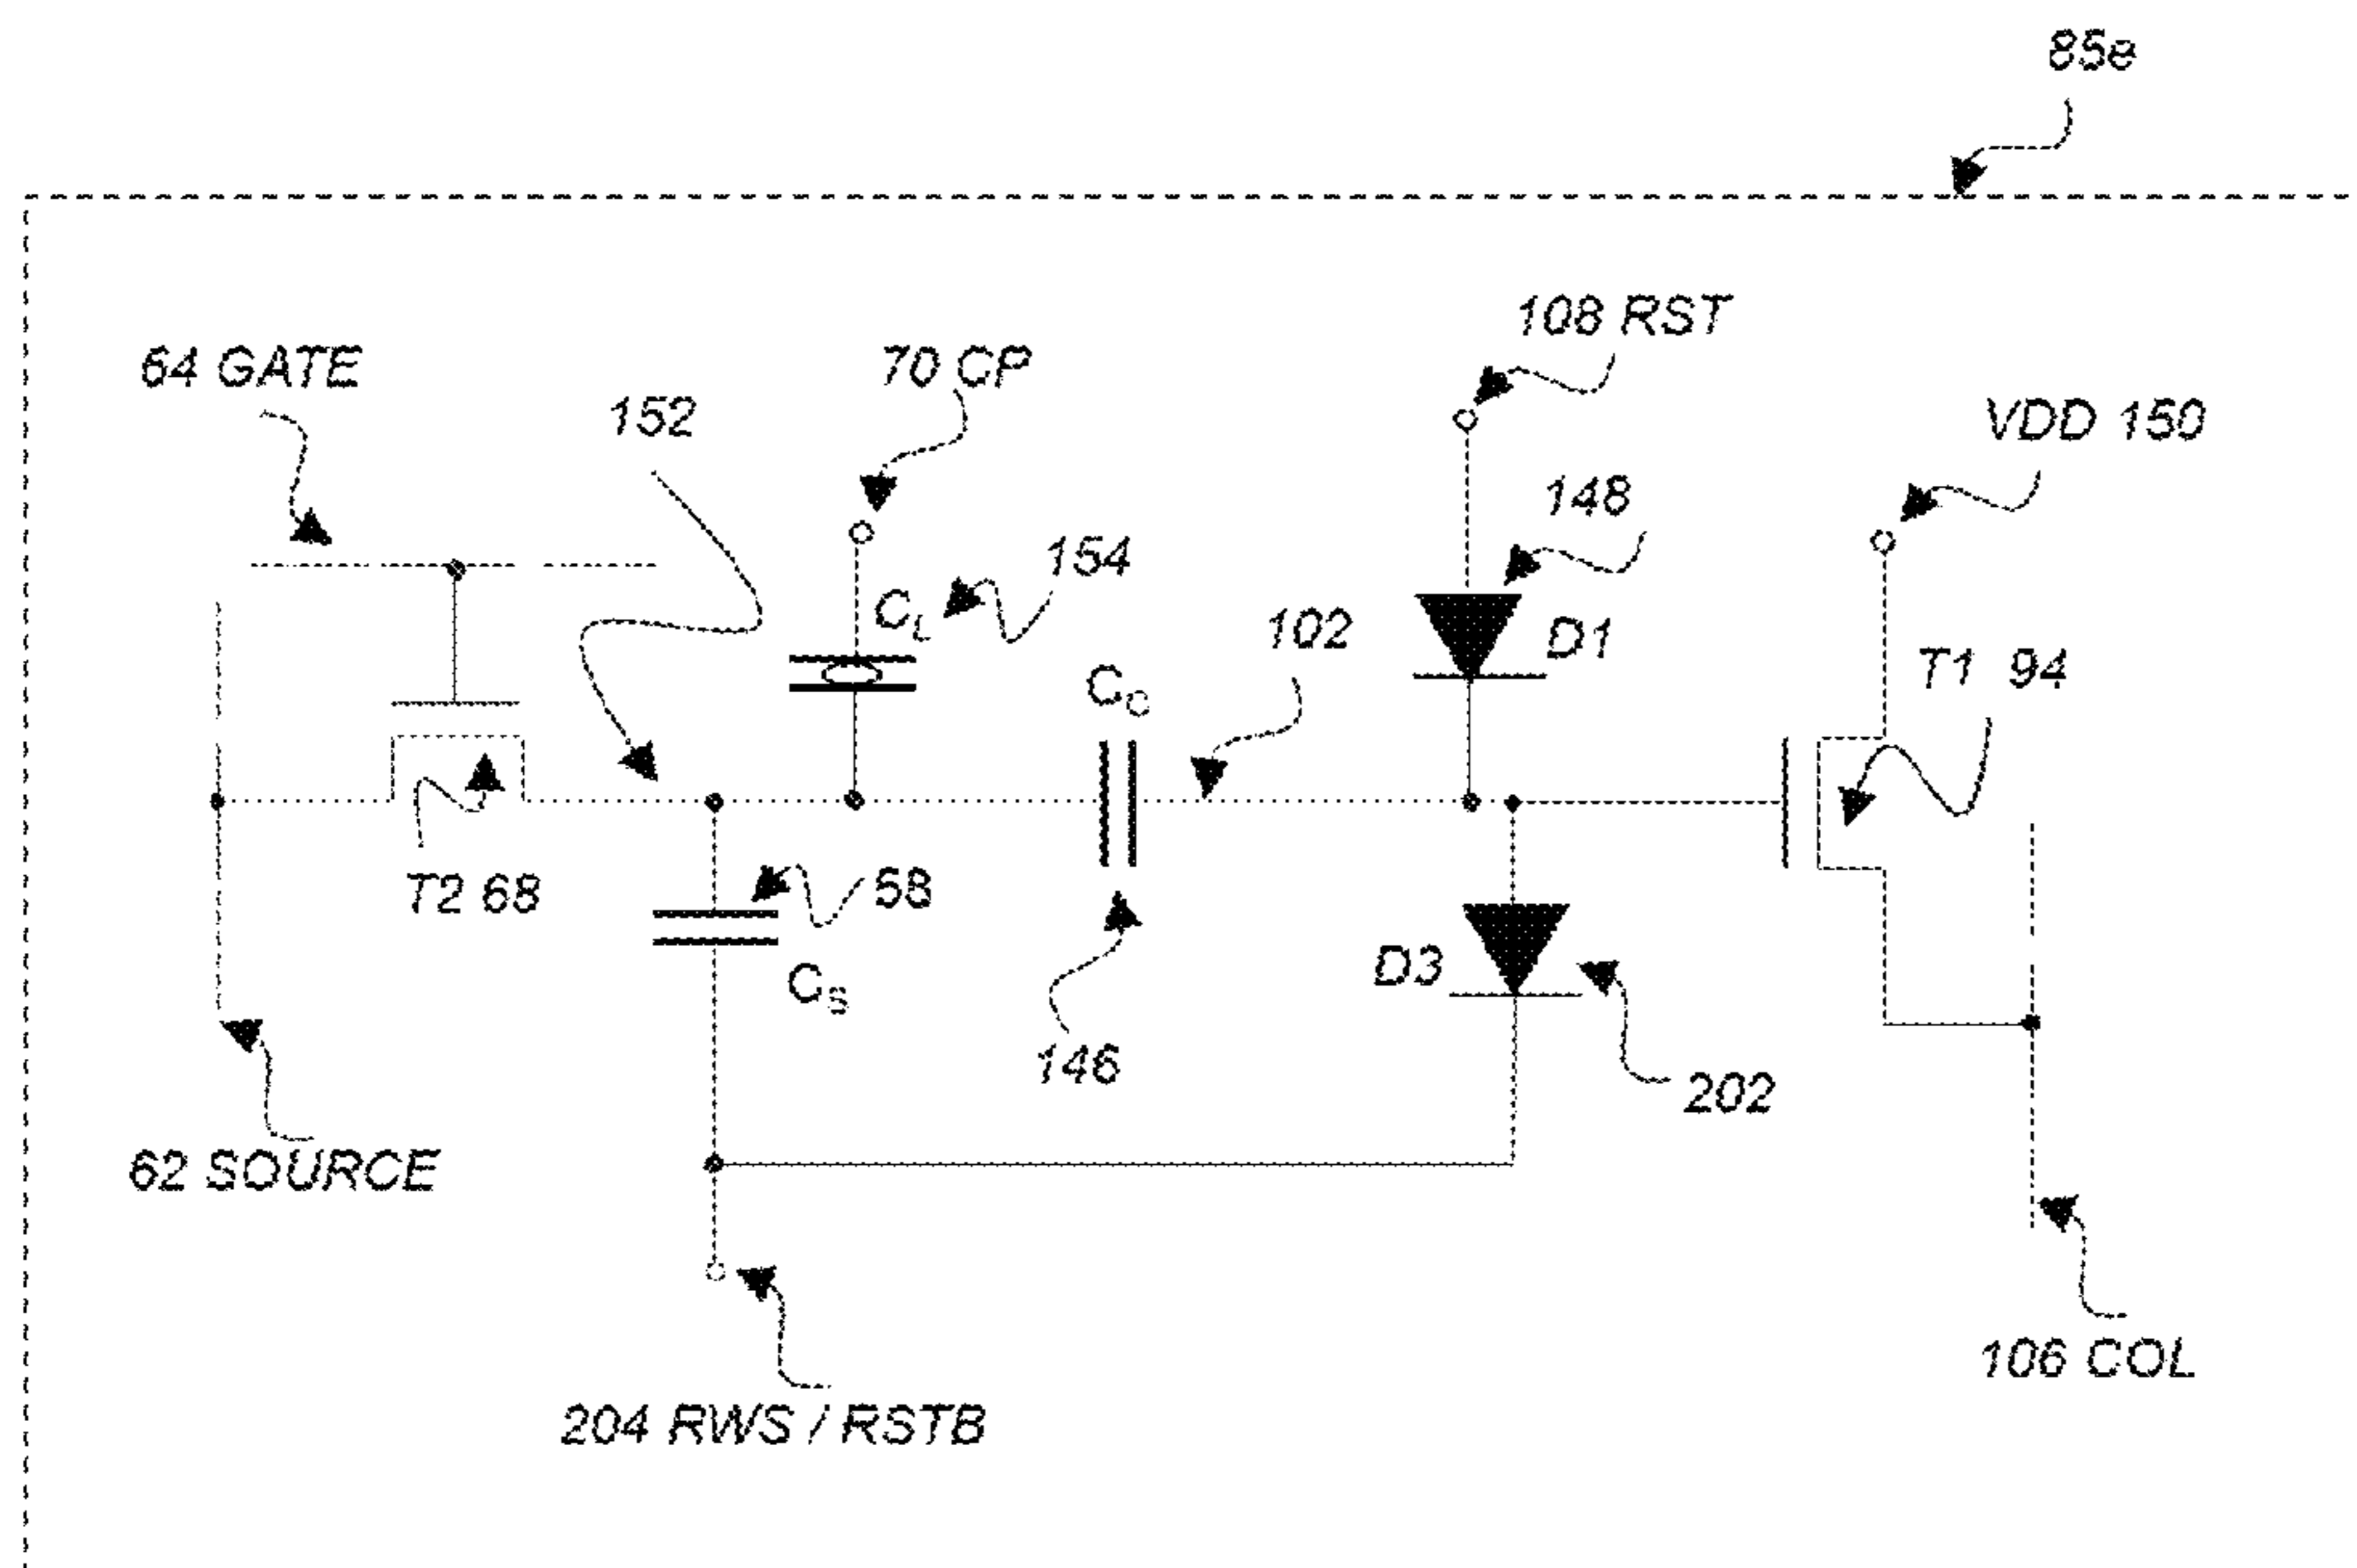 85e
108 RST
64 GATE
70 CP
152
VDD 150
148
154
CL
102
D1
CC
T1 94
T2 68
58
D3
CS
146
202
62 SOURCE
106 COL
204 RWS / RSTB